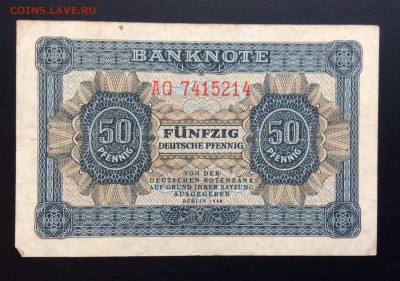 COINS.LAVE.RU
BANKNOTE
AQ 7415214
50 PFENNIG
FÜNFZIG
DEUTSCHE PFENNIG
50 PFENNIG
VON DER
DEUTSCHEN NOTENBANK
AUF GRUND IHRER SATZUNG
AUSGEGEBEN
BERLIN 1948